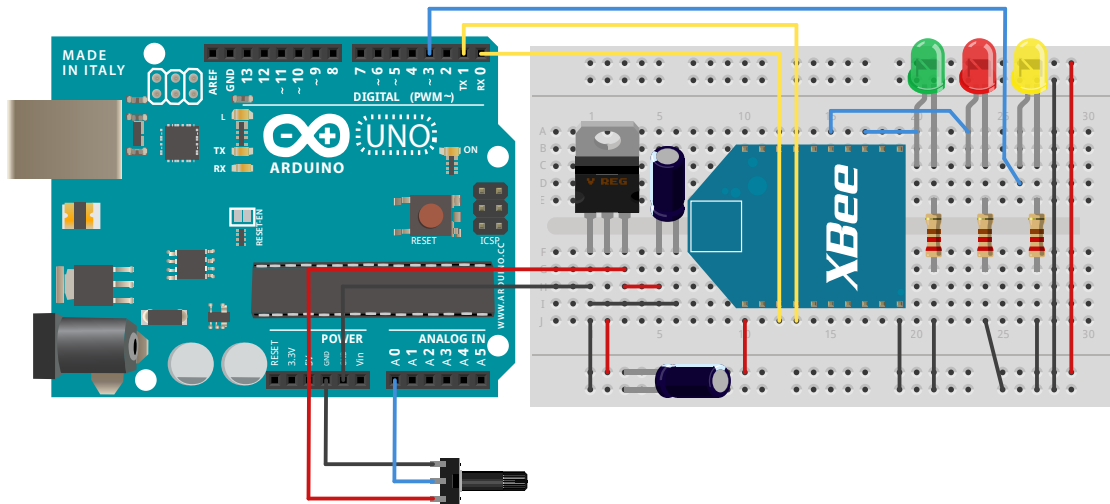 MADE
IN ITALY
AREF
GND
13
12
~11
~10
~9
8
7
~6
~5
4
~3
2
TX 1
RX 0
DIGITAL (PWM~)
L
TX
RX
UNO
ARDUINO
ON
RESET-EN
RESET
ICSP
WWW.ARDUINO.CC
POWER
ANALOG IN
RESET
3.3V
GND
Vin
A0
A1
A2
A3
A4
A5
1
5
10
25
30
A
B
C
D
E
F
I
J
5
15
25
30
V REG
XBee